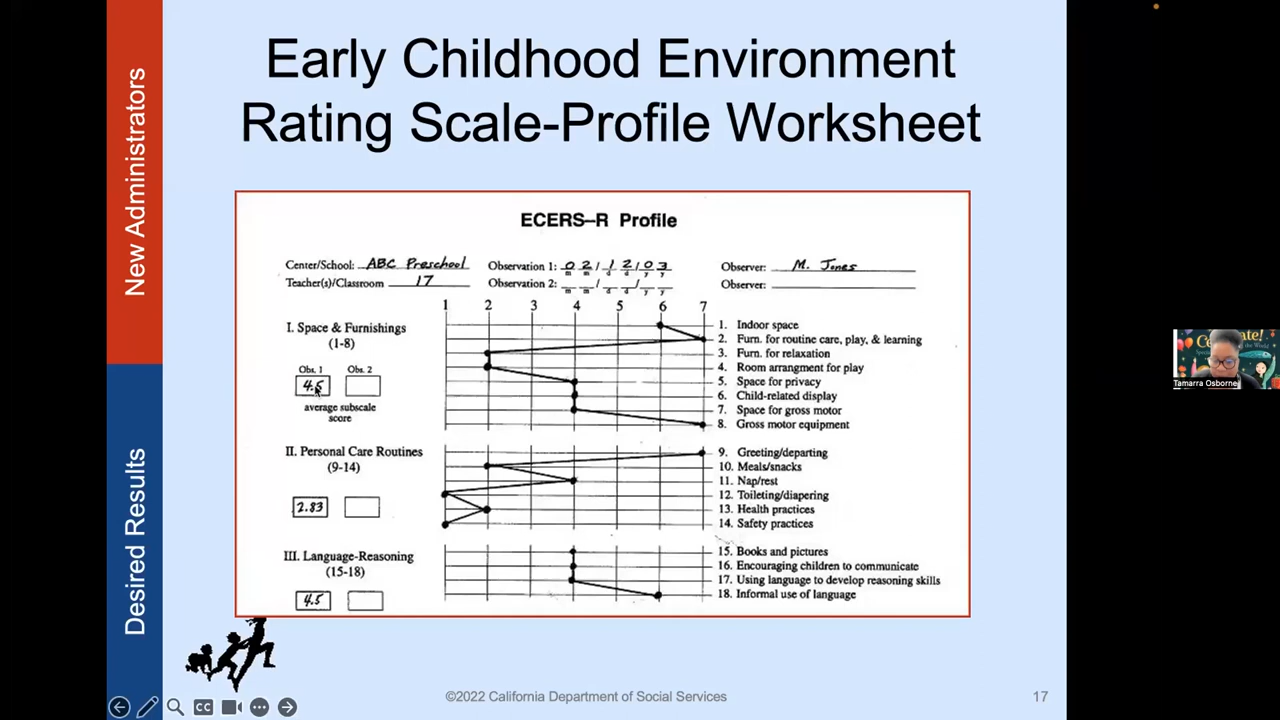 Early Childhood Environment
Rating Scale-Profile Worksheet
New Administrators
Desired Results
ECERS–R Profile
Center/School: ABC Preschool
Observation 1: 02/12/03
Observer: M. Jones
Teacher(s)/Classroom 17
Observation 2: _ _/_ _/_ _
Observer:
m m d d y y
m m d d y y
1 2 3 4 5 6 7
I. Space & Furnishings
(1-8)
Obs. 1 Obs. 2
4.5
average subscale
score
1. Indoor space
2. Furn. for routine care, play, & learning
3. Furn. for relaxation
4. Room arrangment for play
5. Space for privacy
6. Child-related display
7. Space for gross motor
8. Gross motor equipment
II. Personal Care Routines
(9-14)
2.83
9. Greeting/departing
10. Meals/snacks
11. Nap/rest
12. Toileting/diapering
13. Health practices
14. Safety practices
III. Language-Reasoning
(15-18)
4.5
15. Books and pictures
16. Encouraging children to communicate
17. Using language to develop reasoning skills
18. Informal use of language
©2022 California Department of Social Services
17
CC
Tamarra Osborne